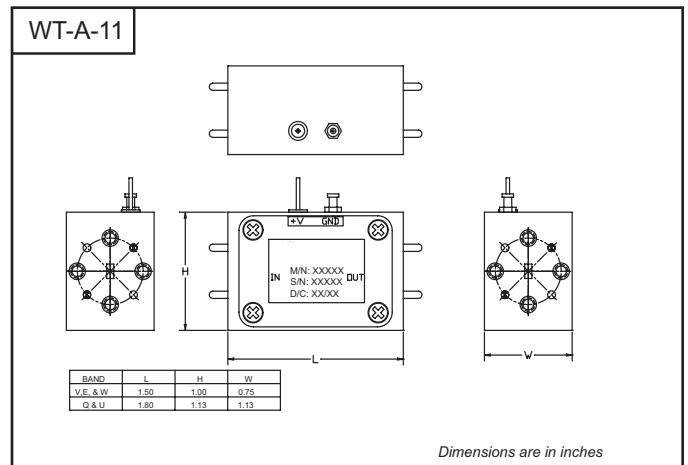 WT-A-11
+V GND
H
IN OUT
M/N: XXXXX
S/N: XXXXX
D/C: XX/XX
L
W
BAND L H W
V,E, & W 1.50 1.00 0.75
Q & U 1.80 1.13 1.13
Dimensions are in inches